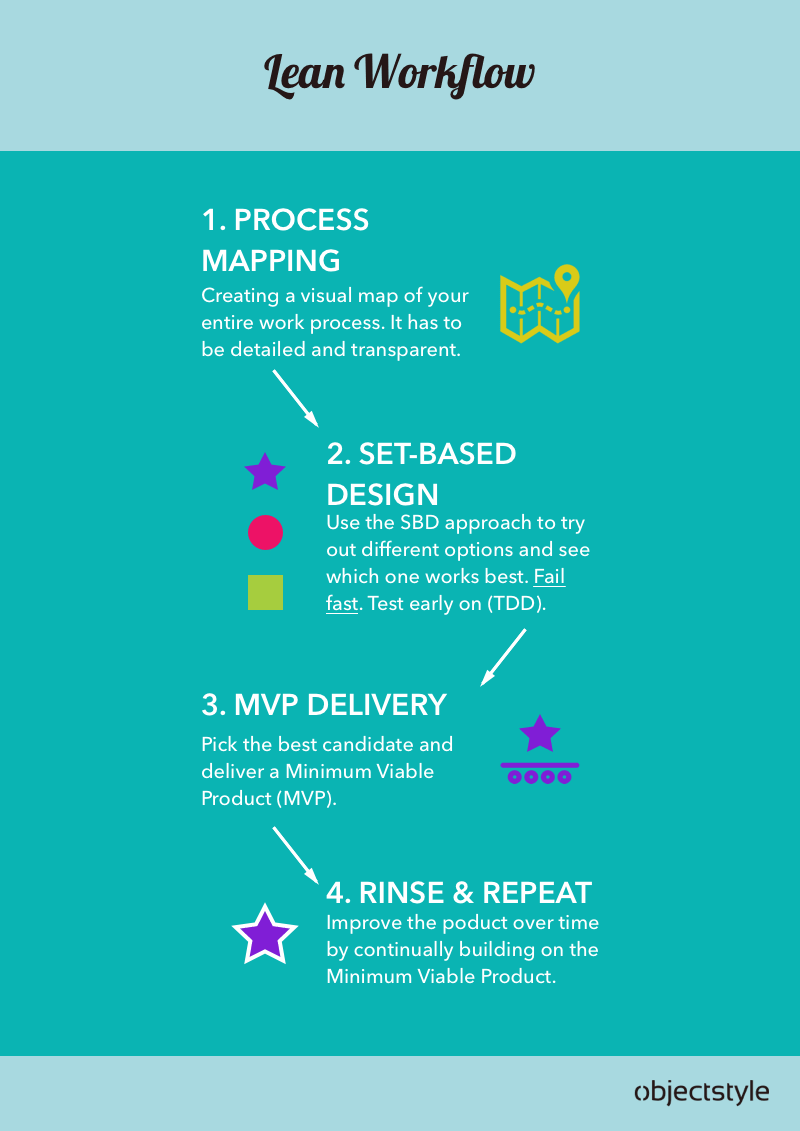 Lean Workflow
1. PROCESS
MAPPING
Creating a visual map of your
entire work process. It has to
be detailed and transparent.
2. SET-BASED
DESIGN
Use the SBD approach to try
out different options and see
which one works best. Fail
fast. Test early on (TDD).
3. MVP DELIVERY
Pick the best candidate and
deliver a Minimum Viable
Product (MVP).
4. RINSE & REPEAT
Improve the poduct over time
by continually building on the
Minimum Viable Product.
objectstyle